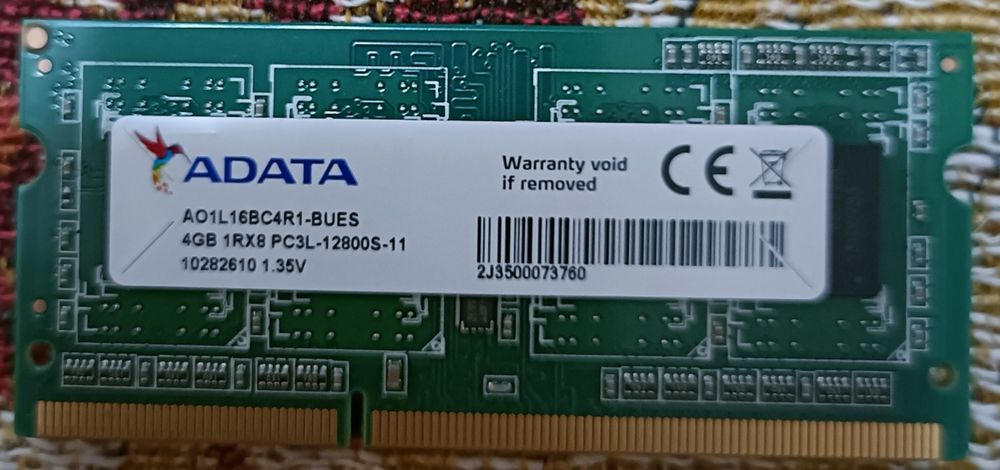 ADATA
Warranty void
if removed
CE
AO1L16BC4R1-BUES
4GB 1RX8 PC3L-12800S-11
10282610 1.35V
2J3500073760